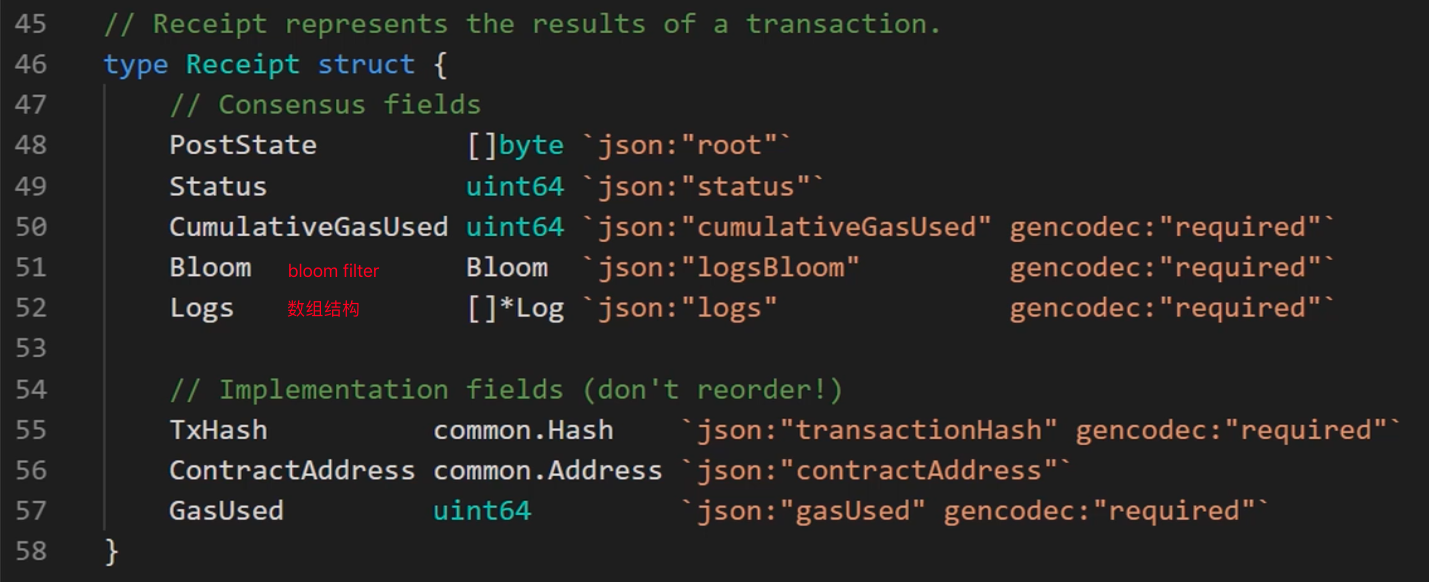 45 // Receipt represents the results of a transaction.
46 type Receipt struct {
47 // Consensus fields
48 PostState []byte `json:"root"`
49 Status uint64 `json:"status"`
50 CumulativeGasUsed uint64 `json:"cumulativeGasUsed" gencodec:"required"`
51 Bloom bloom filter Bloom `json:"logsBloom" gencodec:"required"`
52 Logs 数组结构 []*Log `json:"logs" gencodec:"required"`
53
54 // Implementation fields (don't reorder!)
55 TxHash common.Hash `json:"transactionHash" gencodec:"required"`
56 ContractAddress common.Address `json:"contractAddress"`
57 GasUsed uint64 `json:"gasUsed" gencodec:"required"`
58 }